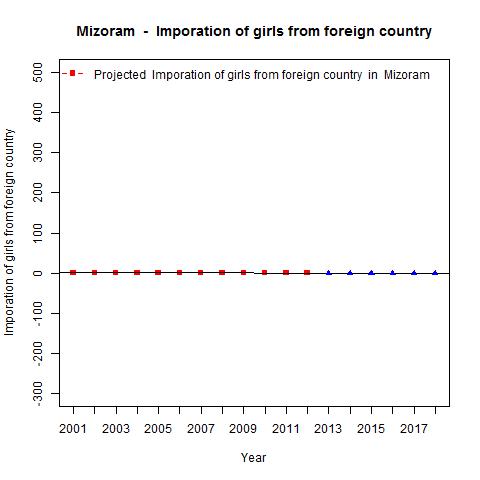 Mizoram - Imporation of girls from foreign country
Projected Imporation of girls from foreign country in Mizoram
Imporation of girls from foreign country
500
400
300
200
100
0
-100
-200
-300
2001 2003 2005 2007 2009 2011 2013 2015 2017
Year